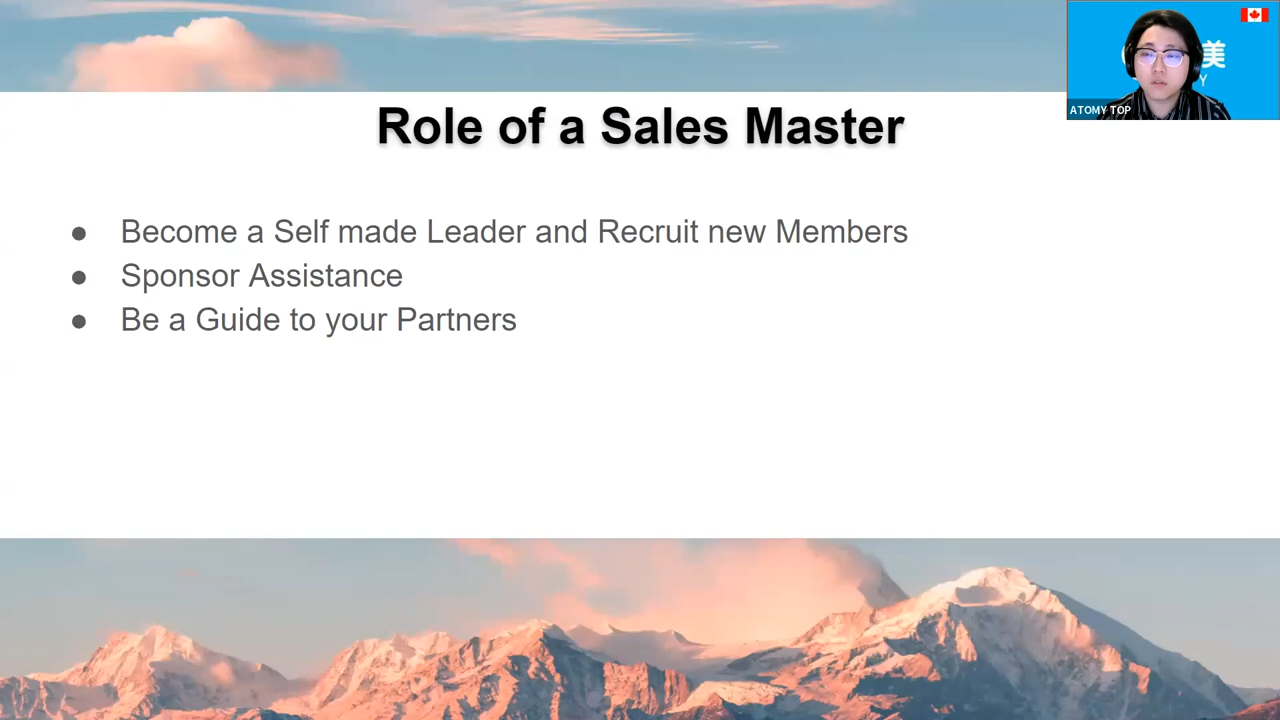 Role of a Sales Master
美
Y
ATOMY TOP
● Become a Self made Leader and Recruit new Members
● Sponsor Assistance
● Be a Guide to your Partners